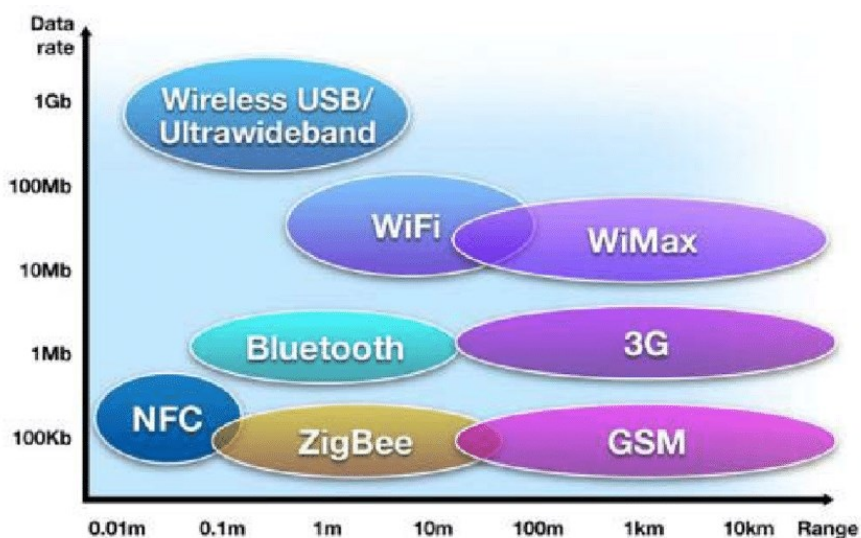 Data
rate
1Gb
100Mb
10Mb
1Mb
100Kb
Wireless USB/
Ultrawideband
WiFi
WiMax
Bluetooth
3G
NFC
ZigBee
GSM
0.01m 0.1m 1m 10m 100m 1km 10km Range